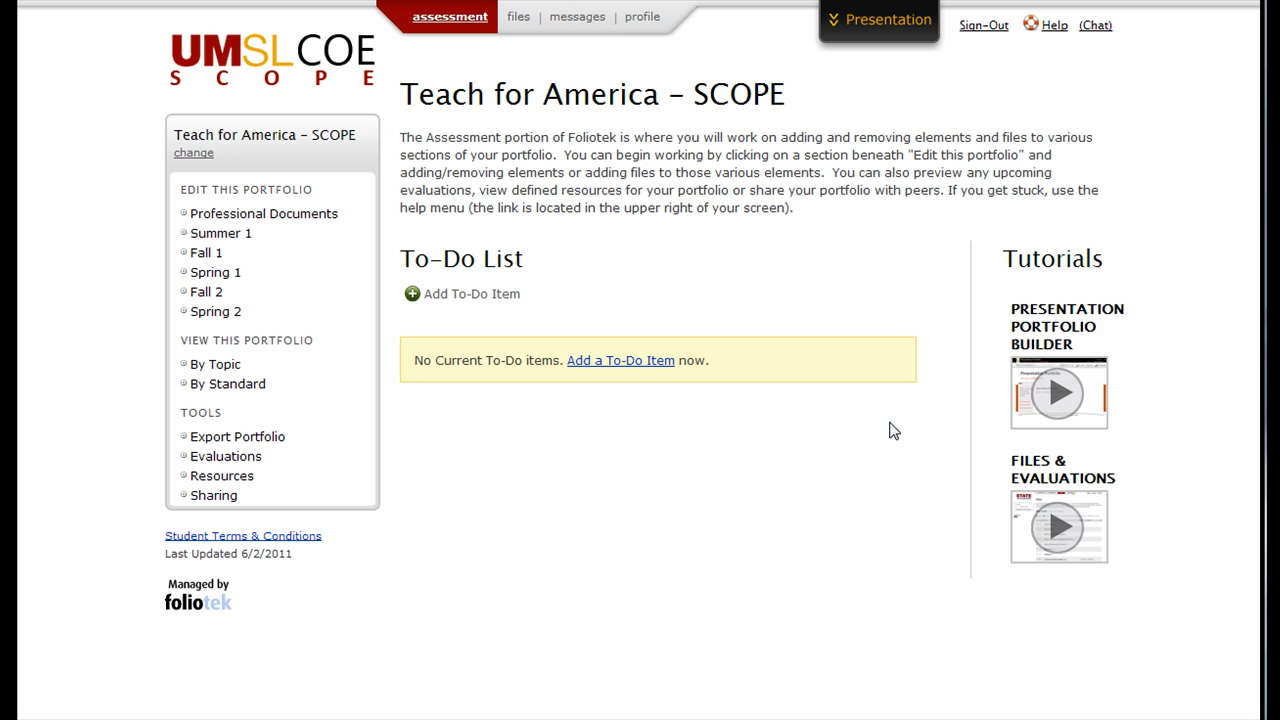 assessment files | messages | profile
Presentation
Sign-Out Help (Chat)
UMSLCOE
SCOPE
Teach for America - SCOPE
change
EDIT THIS PORTFOLIO
Professional Documents
Summer 1
Fall 1
Spring 1
Fall 2
Spring 2
VIEW THIS PORTFOLIO
By Topic
By Standard
TOOLS
Export Portfolio
Evaluations
Resources
Sharing
Student Terms & Conditions
Last Updated 6/2/2011
Managed by
foliotek
Teach for America - SCOPE
The Assessment portion of Foliotek is where you will work on adding and removing elements and files to various
sections of your portfolio.  You can begin working by clicking on a section beneath "Edit this portfolio" and
adding/removing elements or adding files to those various elements.  You can also preview any upcoming
evaluations, view defined resources for your portfolio or share your portfolio with peers. If you get stuck, use the
help menu (the link is located in the upper right of your screen).
To-Do List
Add To-Do Item
No Current To-Do items. Add a To-Do Item now.
Tutorials
PRESENTATION
PORTFOLIO
BUILDER
FILES &
EVALUATIONS